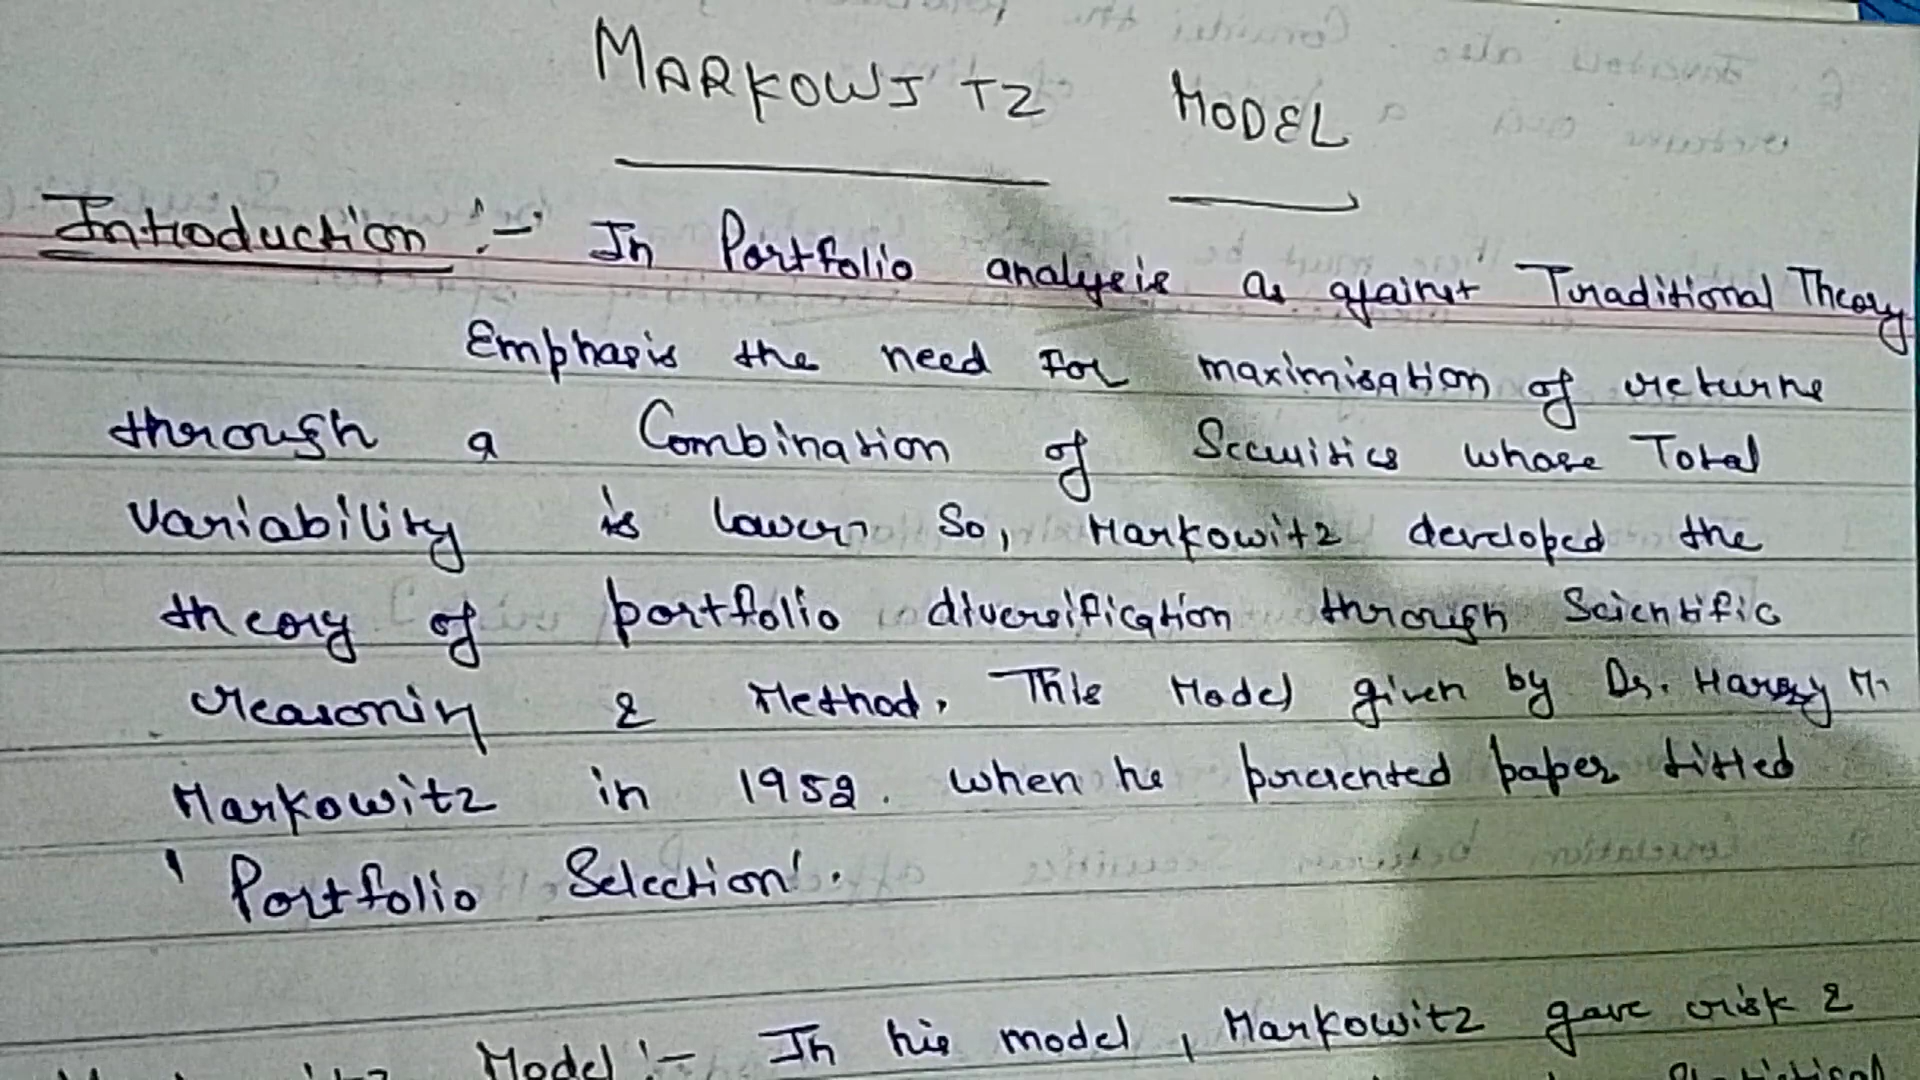 MARKOWITZ MODEL
Introduction :- In Portfolio analysis as against Traditional Theory
Emphasis the need For maximisation of returns
through a Combination of Securities whose Total
variability is lower. So, Markowitz developed the
theory of portfolio diversification through Scientific
reasoning & Method. This Model given by Dr. Harry M.
Markowitz in 1952. When he presented paper titled
'Portfolio Selection'.
Model :- In his model, Markowitz gave risk &